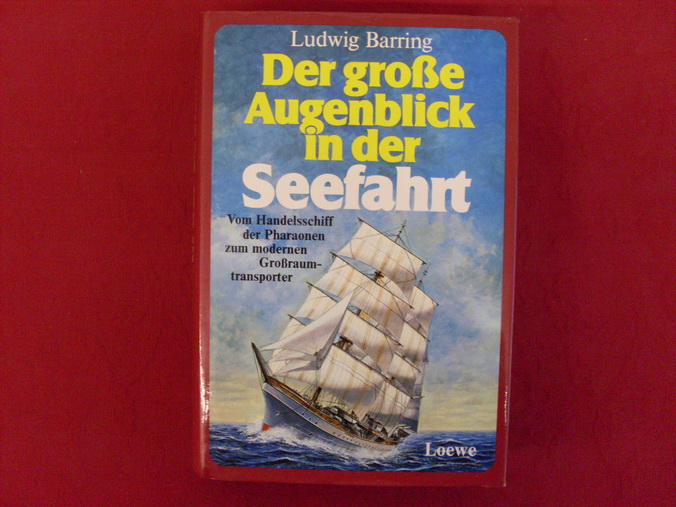 Ludwig Barring
Der große
Augenblick
in der
Seefahrt
Vom Handelsschiff
der Pharaonen
zum modernen
Großraum-
transporter
Loewe